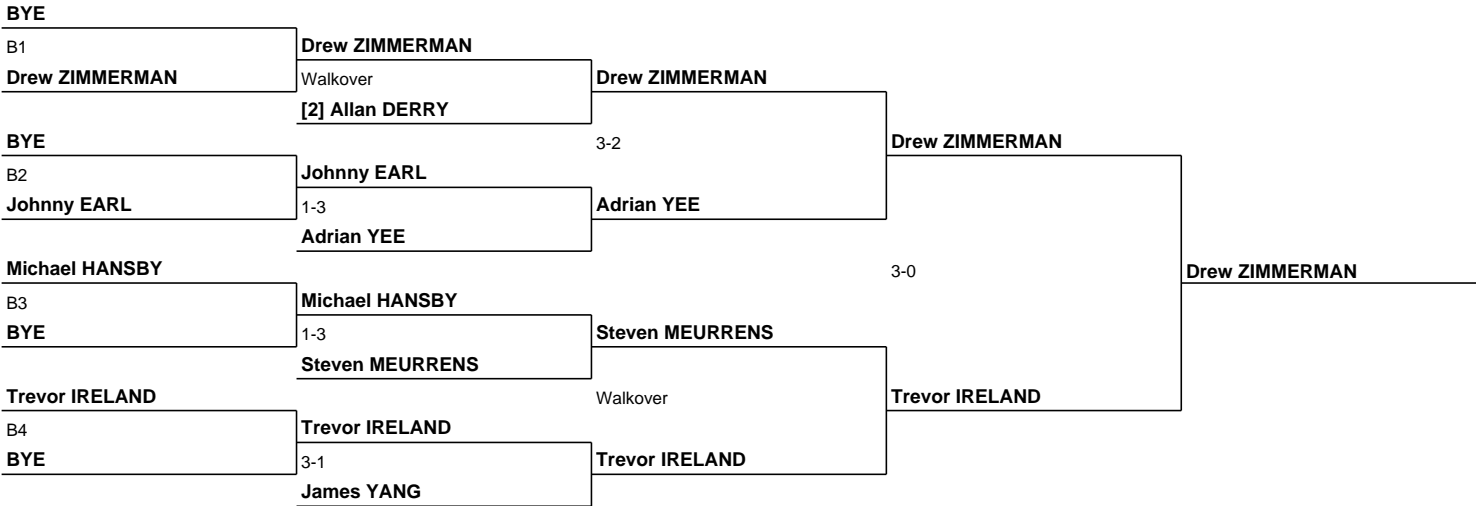 BYE
B1
Drew ZIMMERMAN
Drew ZIMMERMAN
Walkover
Drew ZIMMERMAN
[2] Allan DERRY
BYE
3-2
Drew ZIMMERMAN
B2
Johnny EARL
Johnny EARL
1-3
Adrian YEE
Adrian YEE
Michael HANSBY
3-0
Drew ZIMMERMAN
B3
Michael HANSBY
BYE
1-3
Steven MEURRENS
Steven MEURRENS
Trevor IRELAND
Walkover
Trevor IRELAND
B4
Trevor IRELAND
BYE
3-1
Trevor IRELAND
James YANG